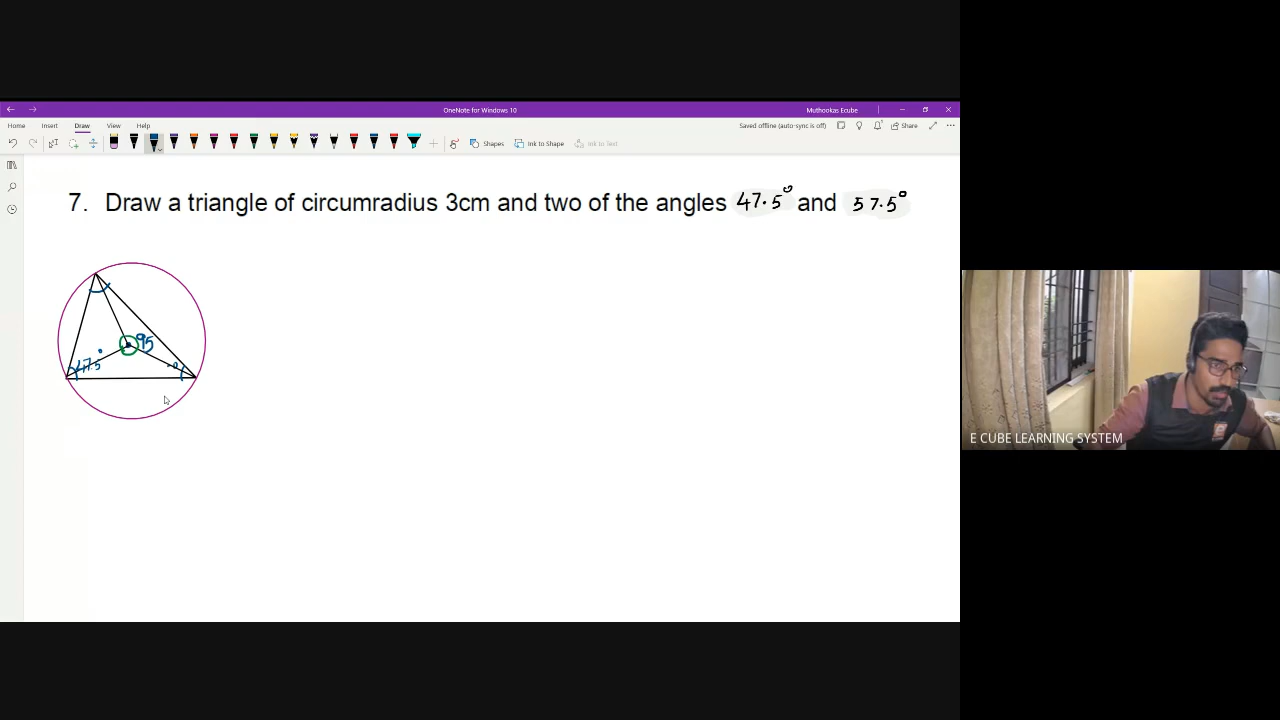 OneNote for Windows 10
Muthookas Ecube
Home Insert Draw View Help
Saved offline (auto-sync is off) Share
Shapes Ink to Shape Ink to Text
7. Draw a triangle of circumradius 3cm and two of the angles 47.5° and 57.5°
95
47.5
E CUBE LEARNING SYSTEM